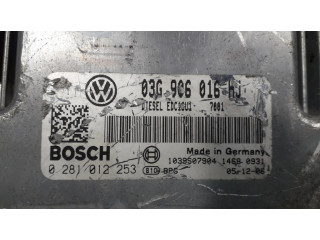 03G 906 016 HJ
DIESEL EDC16U1 7001
BOSCH
Made in Germany
1039S07904 1468 0931
0 281 012 253 BPS 05-12-06